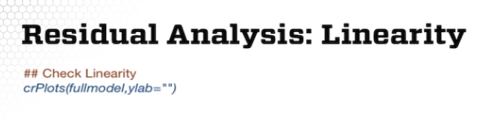 Residual Analysis: Linearity
## Check Linearity
crPlots(fullmodel,ylab="")